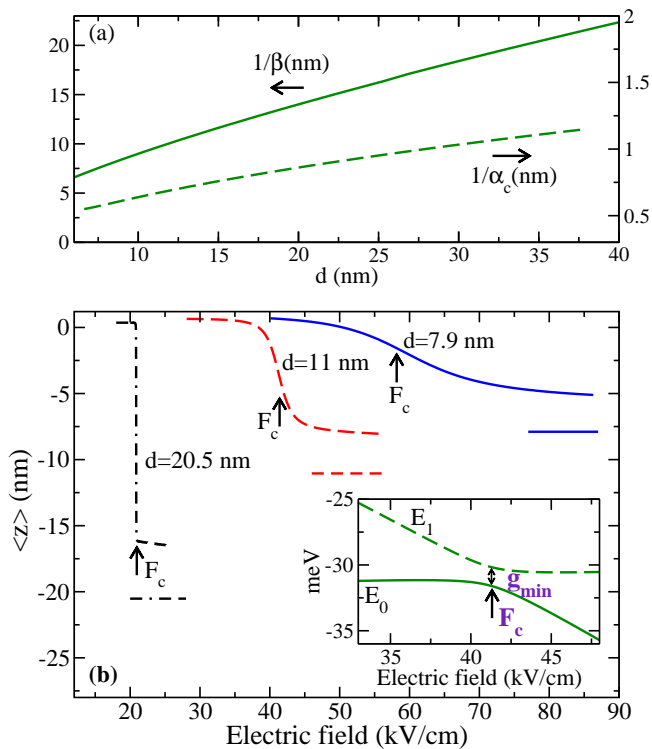 (a)
2
20
15
10
5
0
1/β(nm)
1.5
1
0.5
1/α_c(nm)
10
15
20
25
30
35
40
d (nm)
0
-5
-10
-15
-20
-25
<z> (nm)
d=7.9 nm
d=11 nm
F_c
F_c
d=20.5 nm
F_c
(b)
-25
-30
-35
meV
E_1
E_0
g_min
F_c
35
40
45
Electric field (kV/cm)
20
30
40
50
60
70
80
90
Electric field (kV/cm)